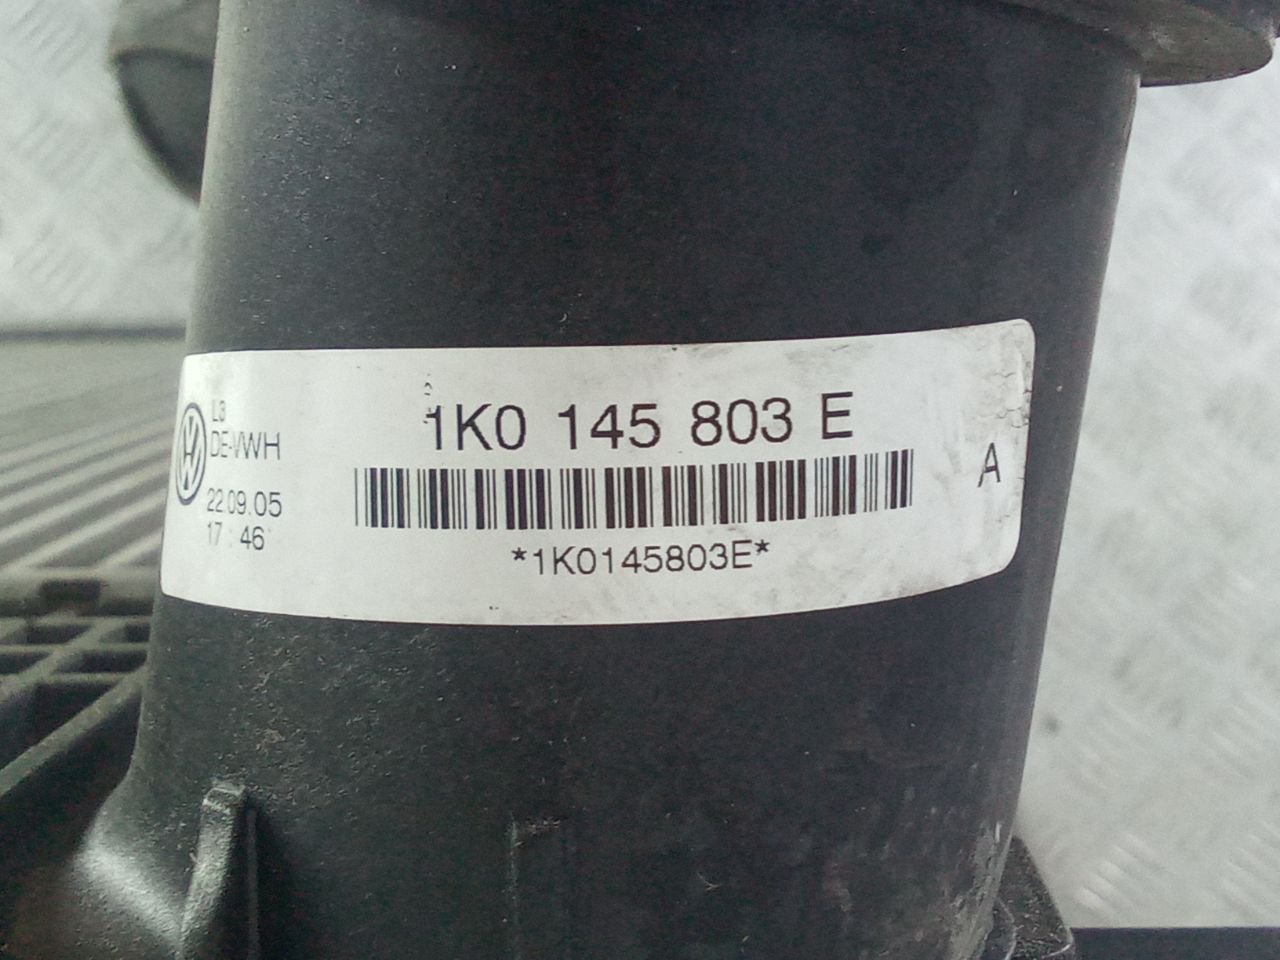 L3
DE-VWH
22.09.05
17:46
1K0 145 803 E
*1K0145803E*
A